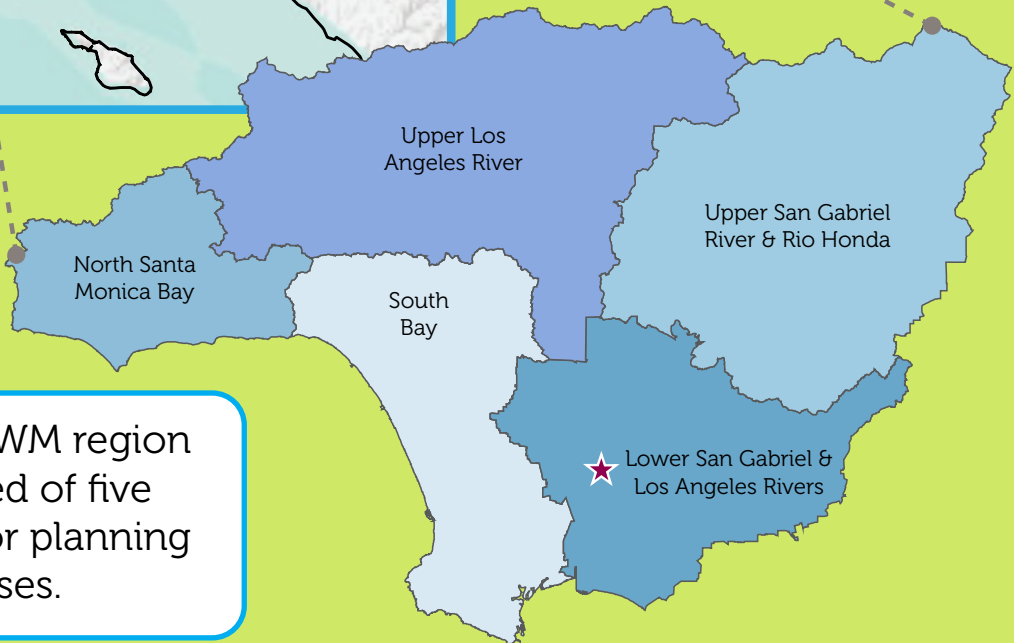 Upper Los
Angeles River
Upper San Gabriel
River & Rio Honda
North Santa
Monica Bay
South
Bay
Lower San Gabriel &
Los Angeles Rivers
WM region
ed of five
or planning
ses.